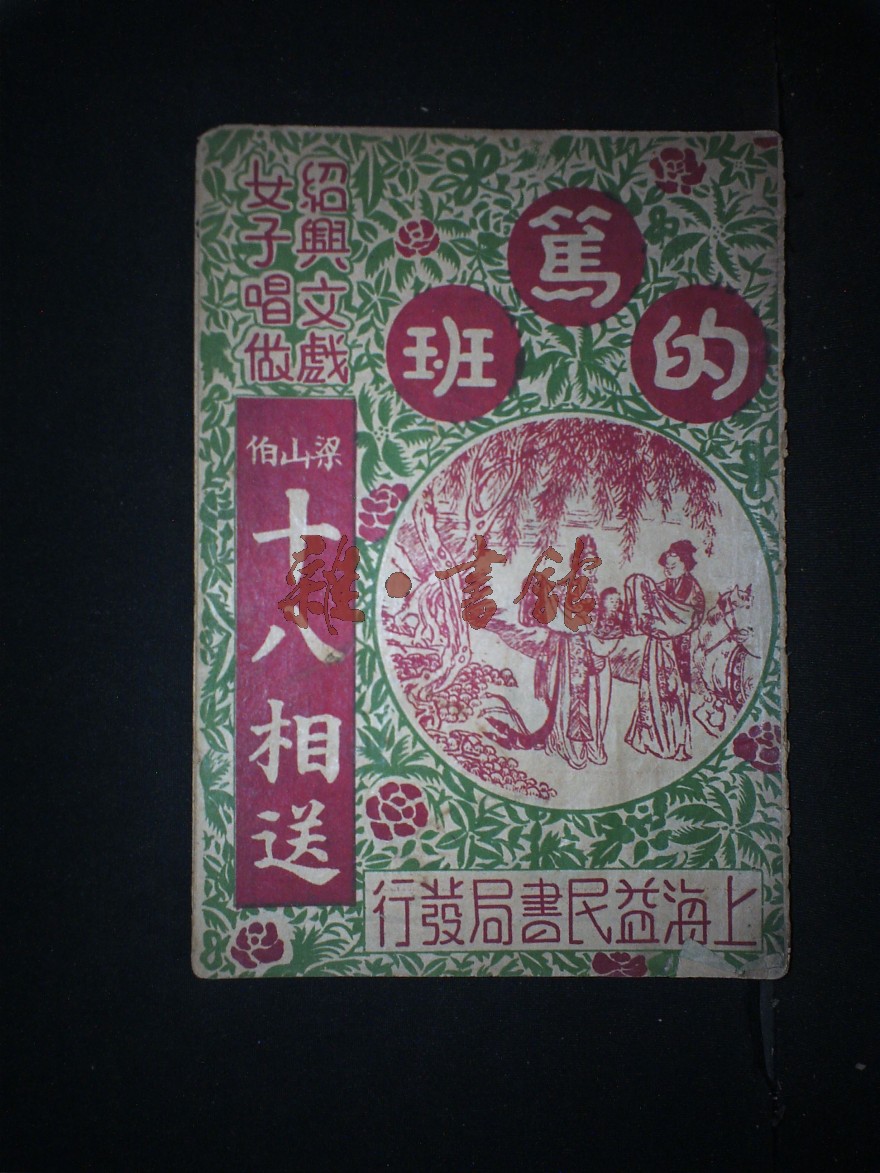 的篤班
紹興文戲
女子唱做
梁山伯
十八相送
上海益民書局發行
雜·書館